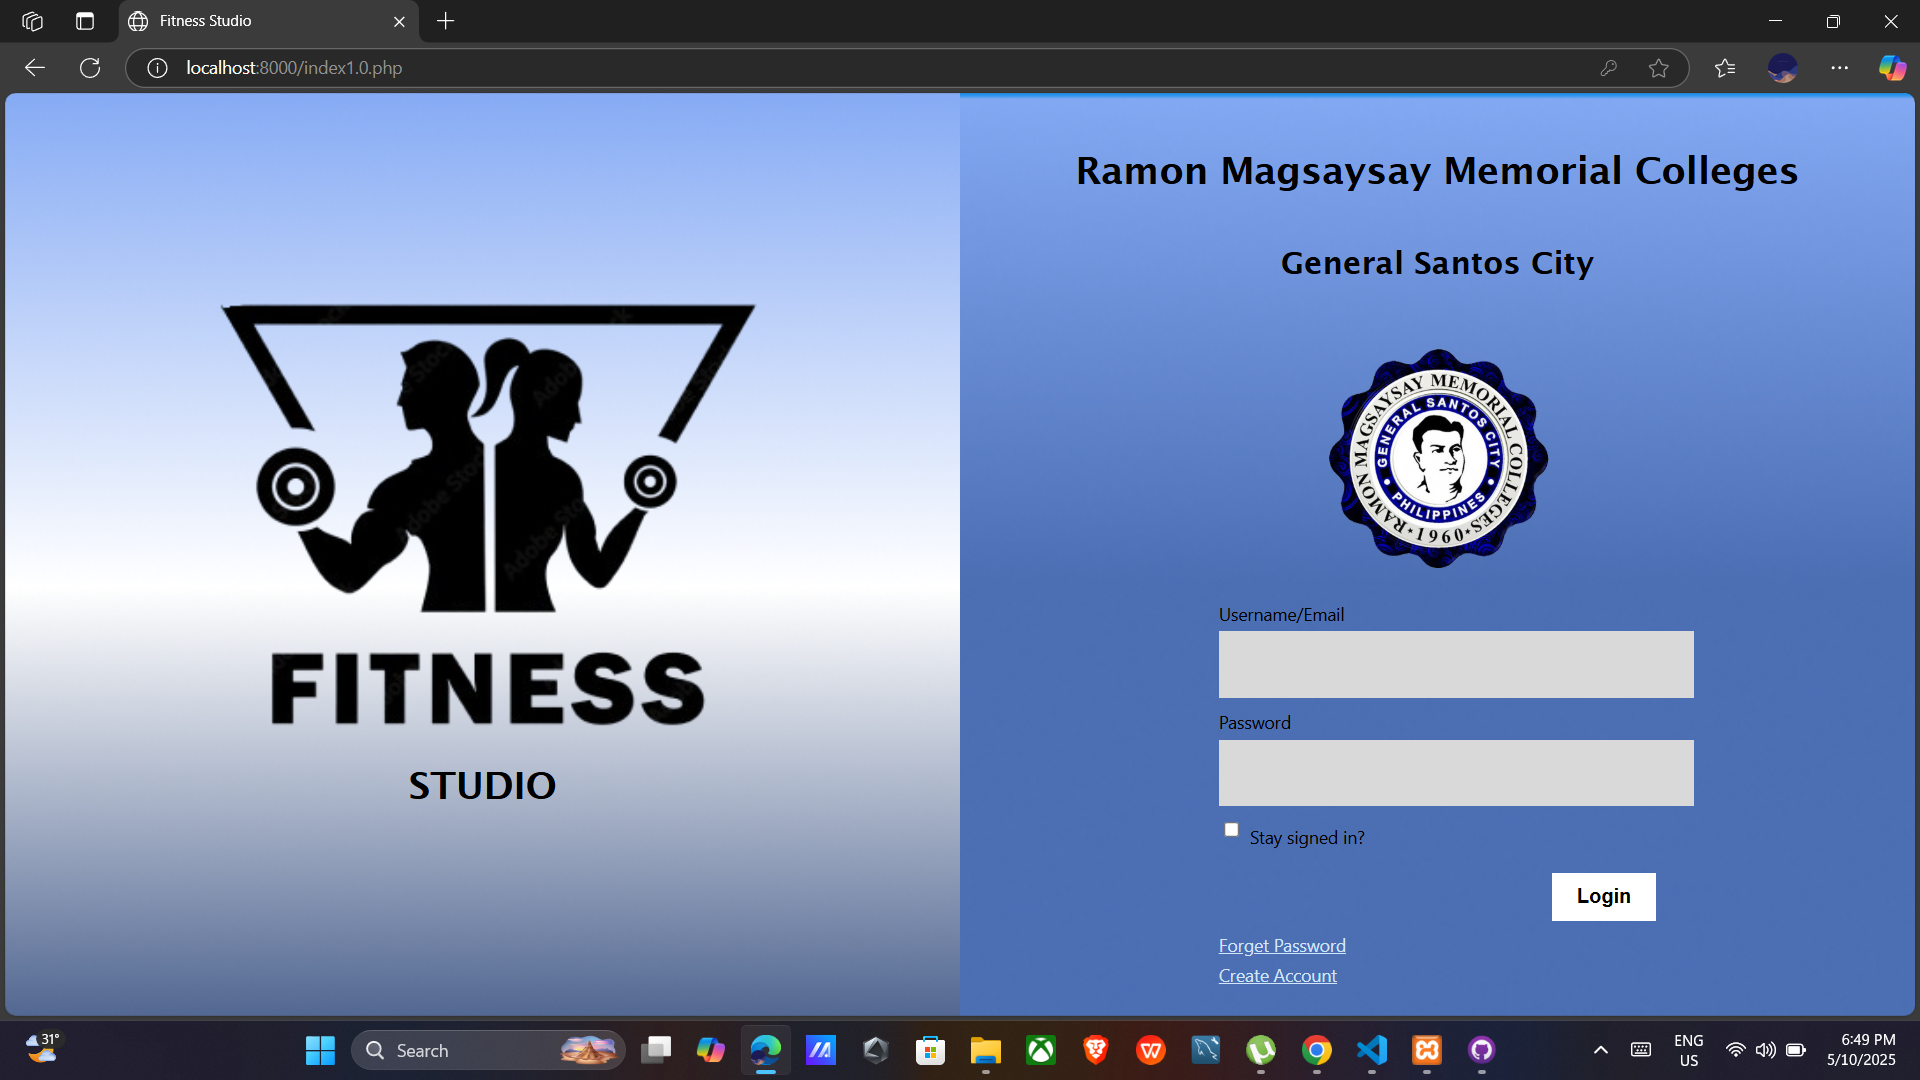 Fitness Studio
localhost:8000/index1.0.php
Ramon Magsaysay Memorial Colleges
General Santos City
RAMON MAGSAYSAY MEMORIAL COLLEGES
GENERAL SANTOS CITY
PHILIPPINES
1960
FITNESS
STUDIO
Username/Email
Password
Stay signed in?
Login
Forget Password
Create Account
31°
Search
ENG
US
6:49 PM
5/10/2025